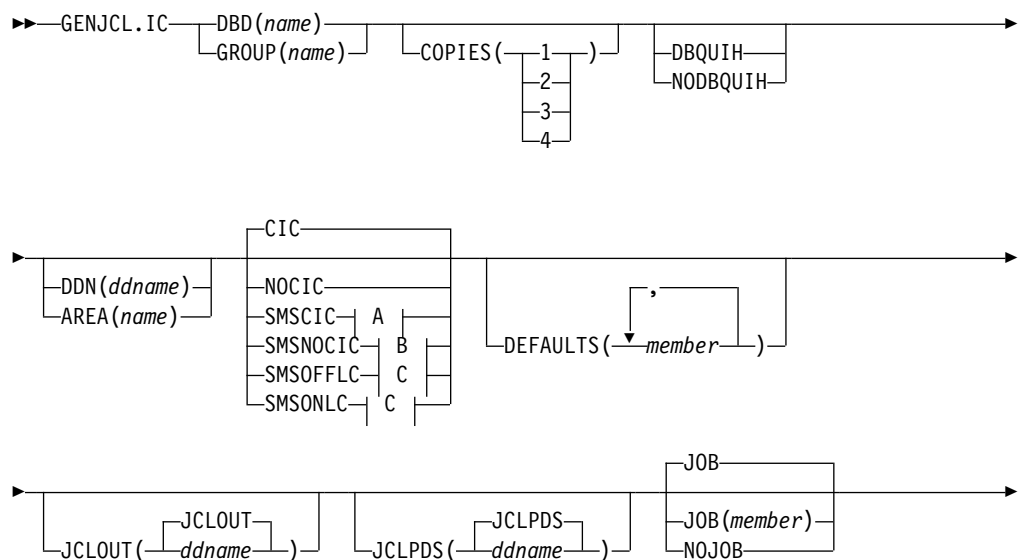 GENJCL.IC DBD(name) COPIES( 1 ) DBQUIH
GROUP(name) 2 NODBQUIH
3
4
CIC
DDN(ddname) NOCIC ,
AREA(name) SMSCIC A DEFAULTS( member )
SMSNOCIC B
SMSOFFLC C
SMSONLC C
JOB
JCLOUT JCLPDS JOB(member)
JCLOUT( ddname ) JCLPDS( ddname ) NOJOB